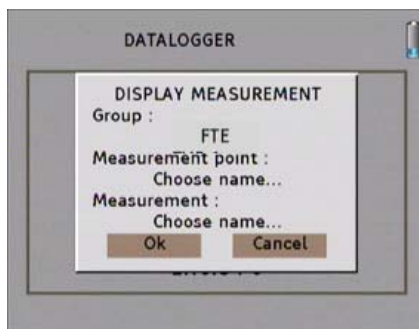 DATALOGGER
DISPLAY MEASUREMENT
Group :
FTE
Measurement point :
Choose name...
Measurement :
Choose name...
Ok
Cancel